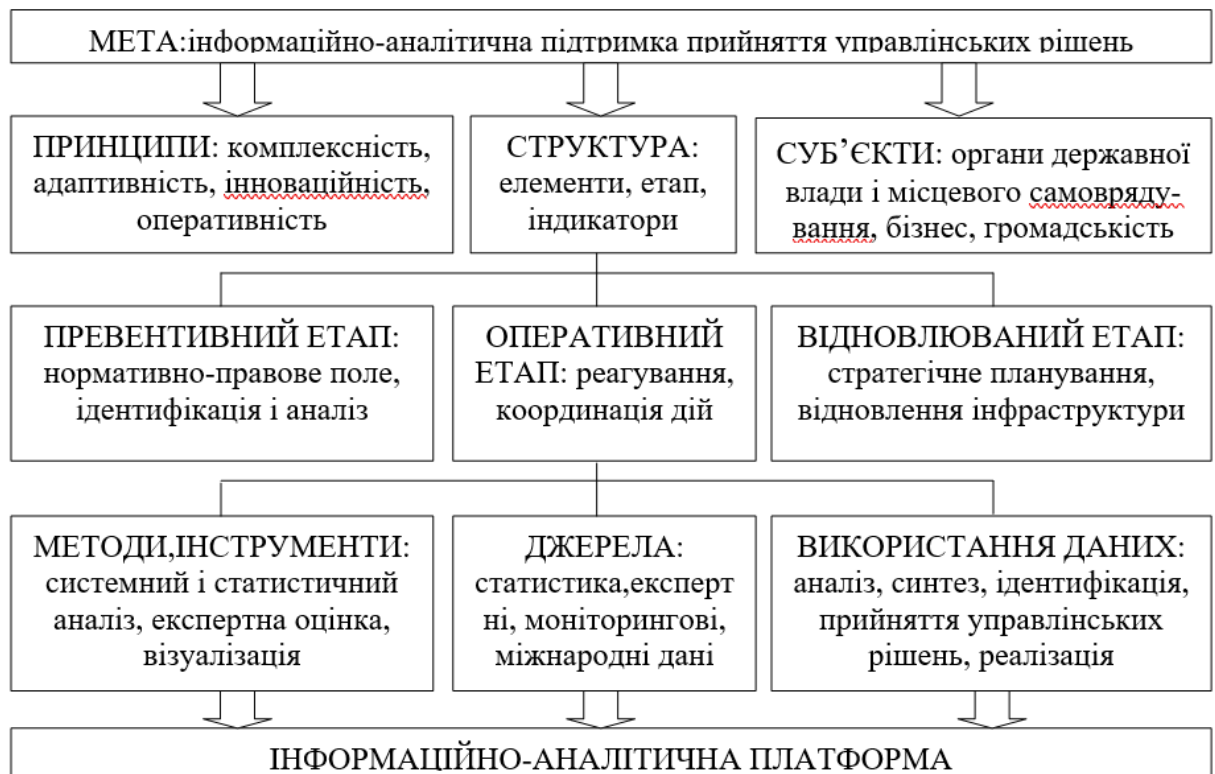 МЕТА:інформаційно-аналітична підтримка прийняття управлінських рішень
ПРИНЦИПИ: комплексність,
адаптивність, інноваційність,
оперативність
СТРУКТУРА:
елементи, етап,
індикатори
СУБ’ЄКТИ: органи державної
влади і місцевого самовряду-
вання, бізнес, громадськість
ПРЕВЕНТИВНИЙ ЕТАП:
нормативно-правове поле,
ідентифікація і аналіз
ОПЕРАТИВНИЙ
ЕТАП: реагування,
координація дій
ВІДНОВЛЮВАНИЙ ЕТАП:
стратегічне планування,
відновлення інфраструктури
МЕТОДИ,ІНСТРУМЕНТИ:
системний і статистичний
аналіз, експертна оцінка,
візуалізація
ДЖЕРЕЛА:
статистика,експерт
ні, моніторингові,
міжнародні дані
ВИКОРИСТАННЯ ДАНИХ:
аналіз, синтез, ідентифікація,
прийняття управлінських
рішень, реалізація
ІНФОРМАЦІЙНО-АНАЛІТИЧНА ПЛАТФОРМА